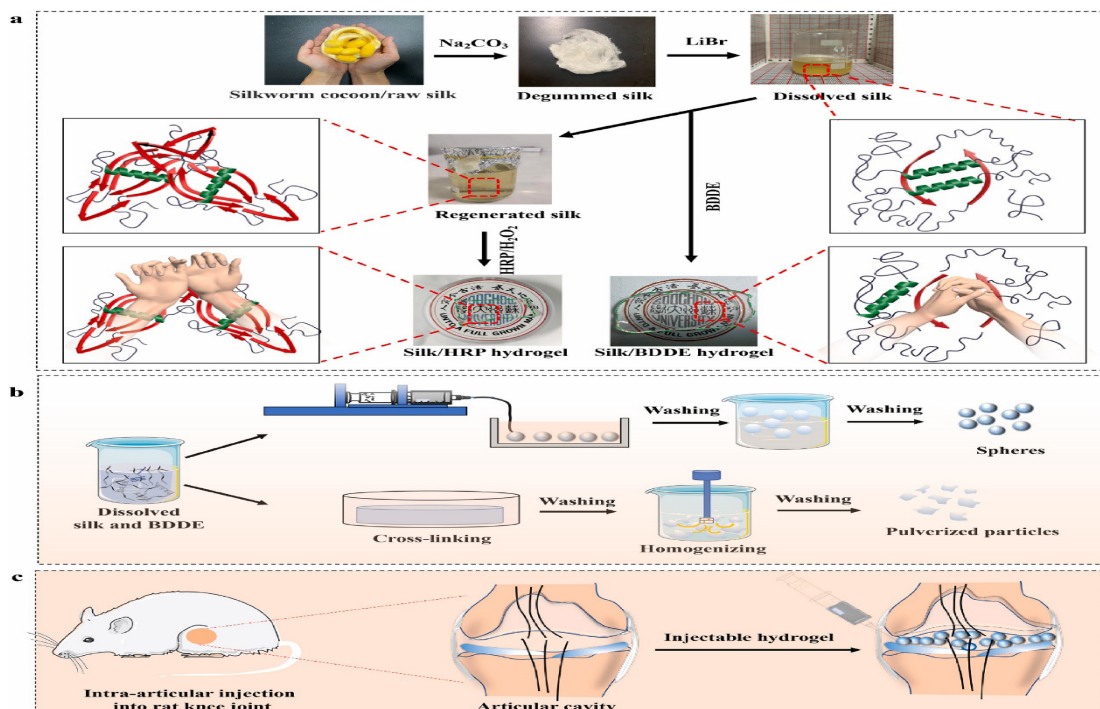 a
Na₂CO₃
LiBr
Silkworm cocoon/raw silk
Degummed silk
Dissolved silk
Regenerated silk
BDDE
HRP/H₂O₂
Silk/HRP hydrogel
Silk/BDDE hydrogel
b
Washing
Washing
Spheres
Dissolved
silk and BDDE
Cross-linking
Washing
Homogenizing
Washing
Pulverized particles
c
Injectable hydrogel
Intra-articular injection
into rat knee joint
Articular cavity